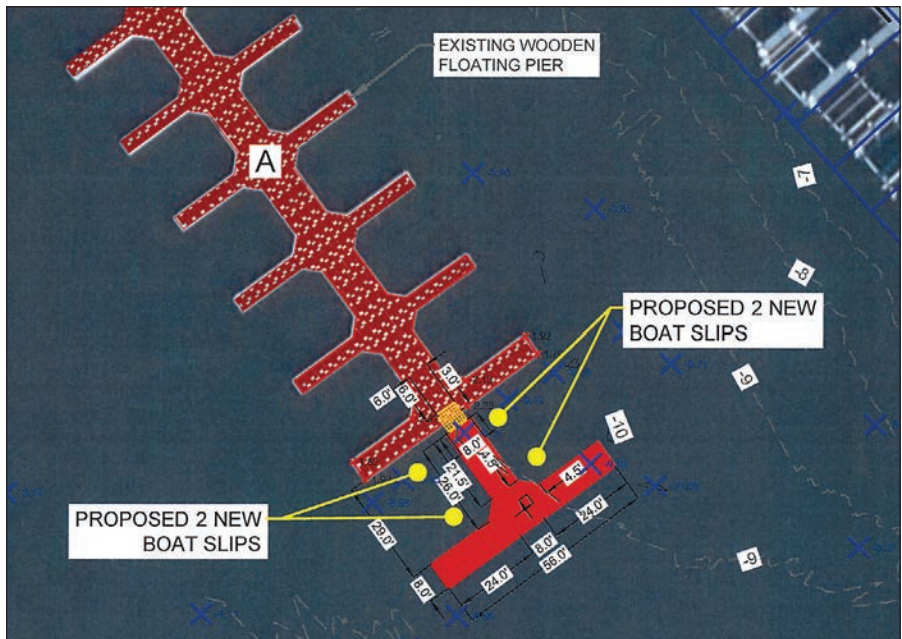 EXISTING WOODEN
FLOATING PIER
A
-7
-8
PROPOSED 2 NEW
BOAT SLIPS
-9
3.0'
6.0'
6.0'
-10
8.0'
4.5'
21.5'
26.0'
4.5'
PROPOSED 2 NEW
BOAT SLIPS
29.0'
24.0'
8.0'
56.0'
24.0'
8.0'
-9